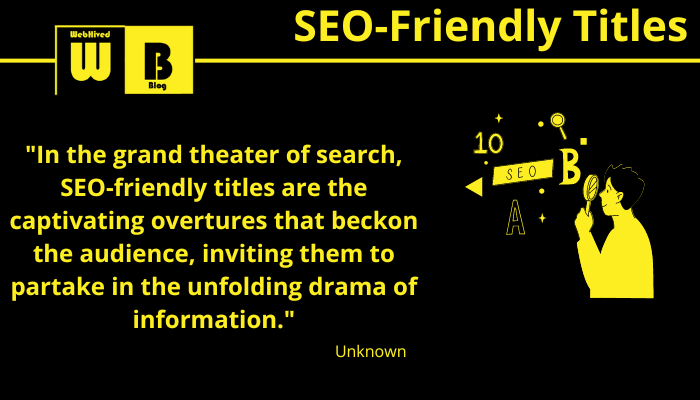 SEO-Friendly Titles
WebHived
W
B
Blog
"In the grand theater of search,
SEO-friendly titles are the
captivating overtures that beckon
the audience, inviting them to
partake in the unfolding drama of
information."
Unknown
10
SEO
B
A